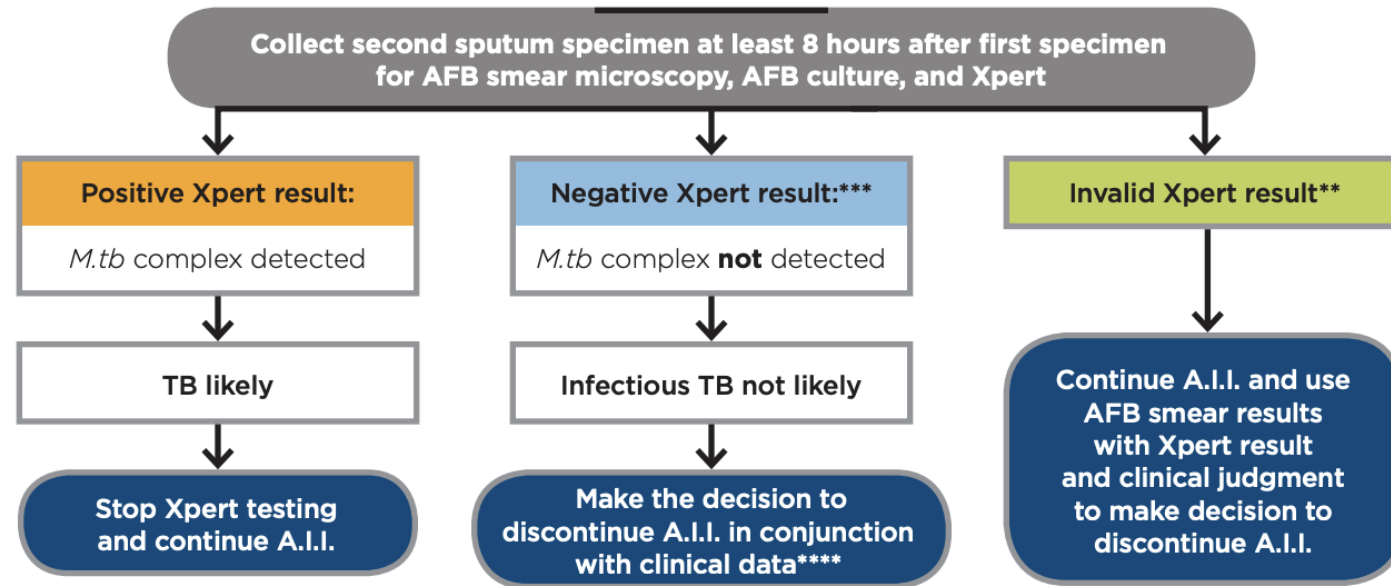 Collect second sputum specimen at least 8 hours after first specimen
for AFB smear microscopy, AFB culture, and Xpert
Positive Xpert result:
M.tb complex detected
TB likely
Stop Xpert testing
and continue A.I.I.
Negative Xpert result:***
M.tb complex not detected
Infectious TB not likely
Make the decision to
discontinue A.I.I. in conjunction
with clinical data****
Invalid Xpert result**
Continue A.I.I. and use
AFB smear results
with Xpert result
and clinical judgment
to make decision to
discontinue A.I.I.